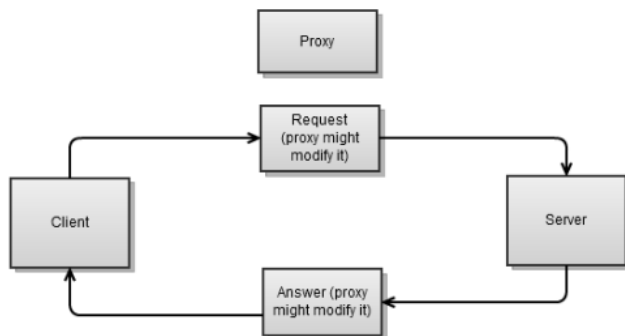 Proxy
Request
(proxy might
modify it)
Client
Server
Answer (proxy
might modify it)